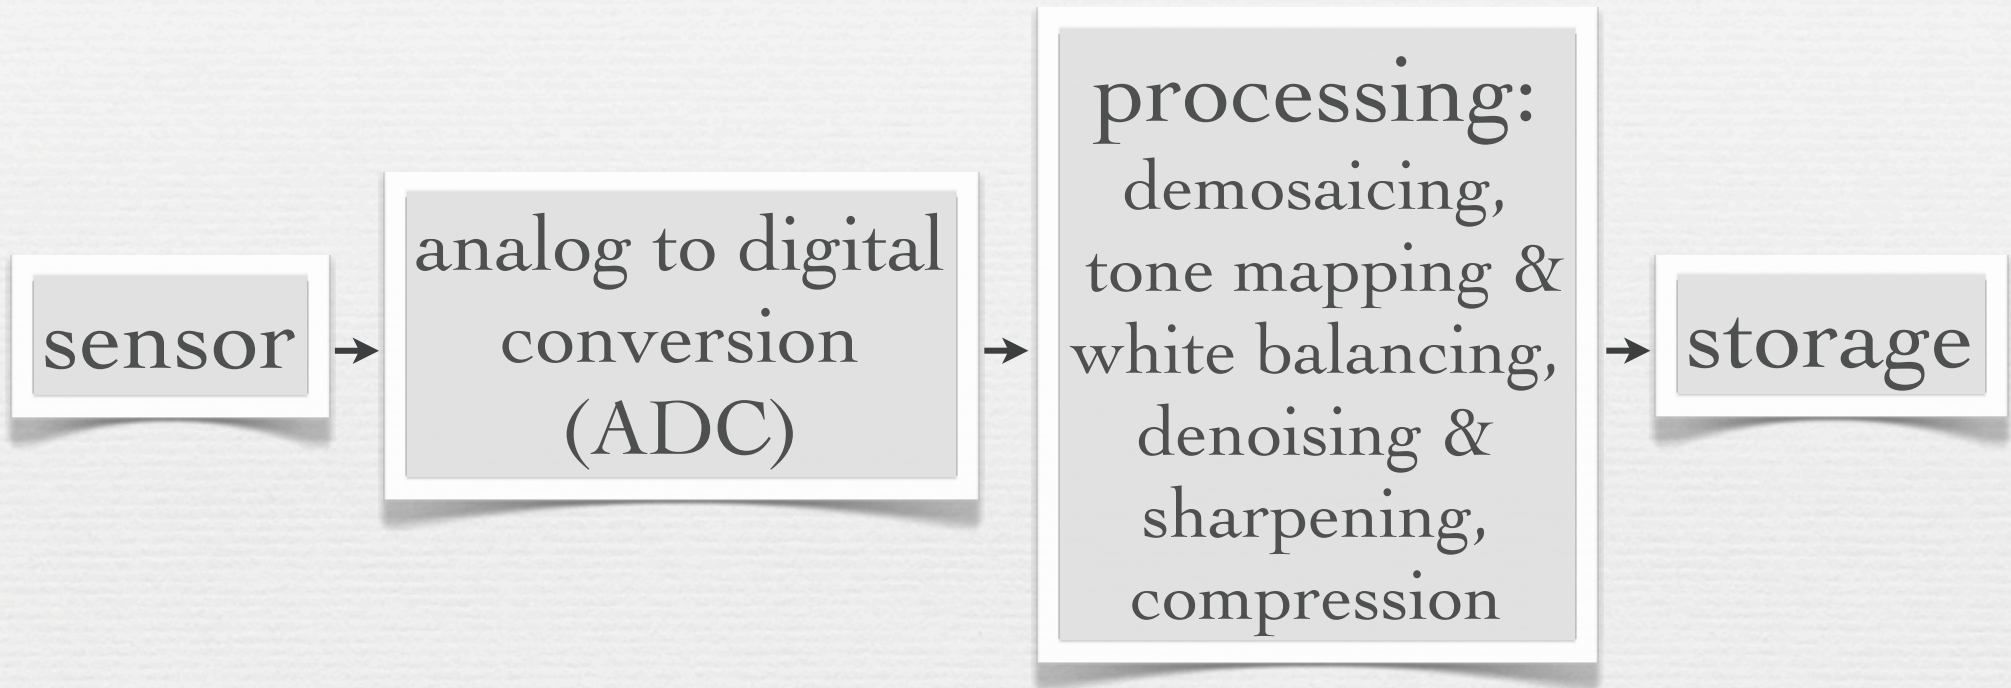 sensor
analog to digital
conversion
(ADC)
processing:
demosaicing,
tone mapping &
white balancing,
denoising &
sharpening,
compression
storage